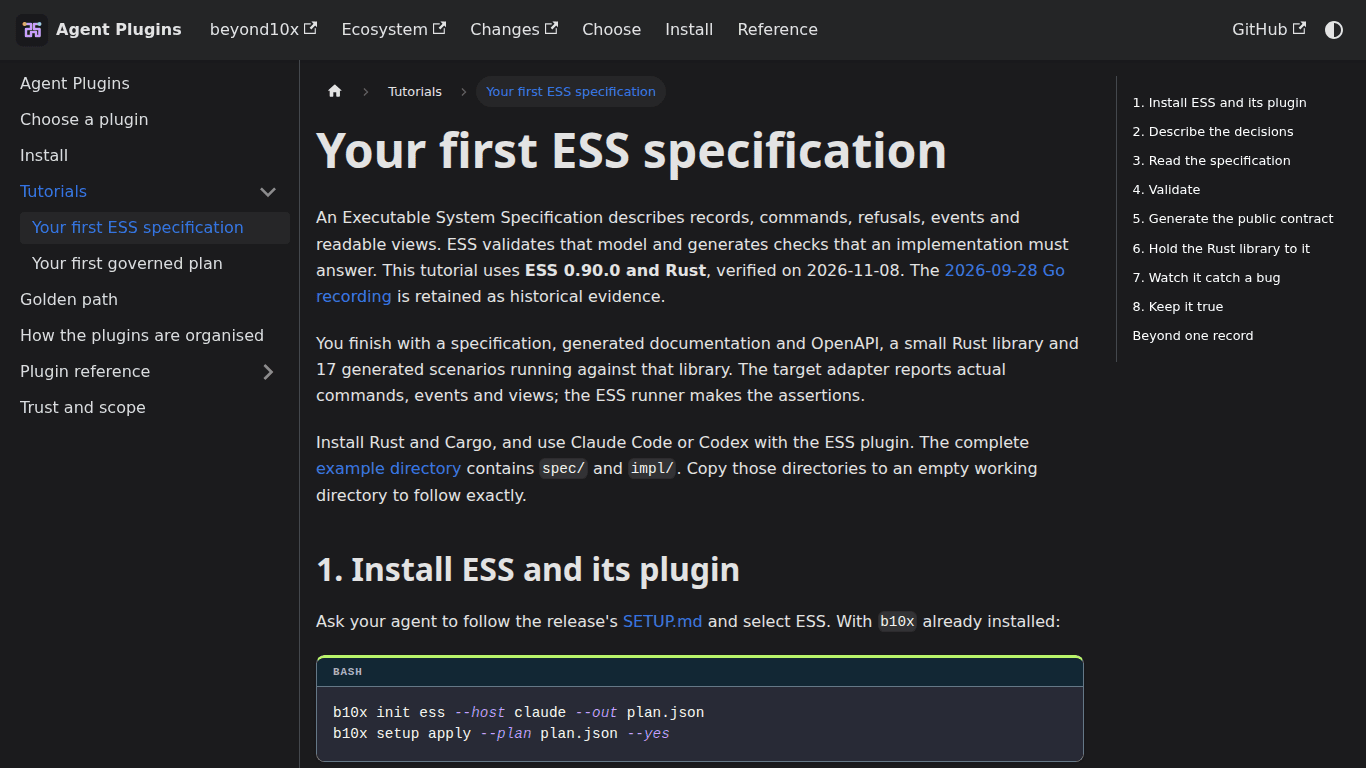 Agent Plugins
beyond10x
Ecosystem
Changes
Choose
Install
Reference
GitHub
Agent Plugins
Choose a plugin
Install
Tutorials
Your first ESS specification
Your first governed plan
Golden path
How the plugins are organised
Plugin reference
Trust and scope
Tutorials
Your first ESS specification
Your first ESS specification
An Executable System Specification describes records, commands, refusals, events and
readable views. ESS validates that model and generates checks that an implementation must
answer. This tutorial uses ESS 0.90.0 and Rust, verified on 2026-11-08. The 2026-09-28 Go
recording is retained as historical evidence.
You finish with a specification, generated documentation and OpenAPI, a small Rust library and
17 generated scenarios running against that library. The target adapter reports actual
commands, events and views; the ESS runner makes the assertions.
Install Rust and Cargo, and use Claude Code or Codex with the ESS plugin. The complete
example directory contains spec/ and impl/. Copy those directories to an empty working
directory to follow exactly.
1. Install ESS and its plugin
Ask your agent to follow the release's SETUP.md and select ESS. With b10x already installed:
BASH
b10x init ess --host claude --out plan.json
b10x setup apply --plan plan.json --yes
1. Install ESS and its plugin
2. Describe the decisions
3. Read the specification
4. Validate
5. Generate the public contract
6. Hold the Rust library to it
7. Watch it catch a bug
8. Keep it true
Beyond one record